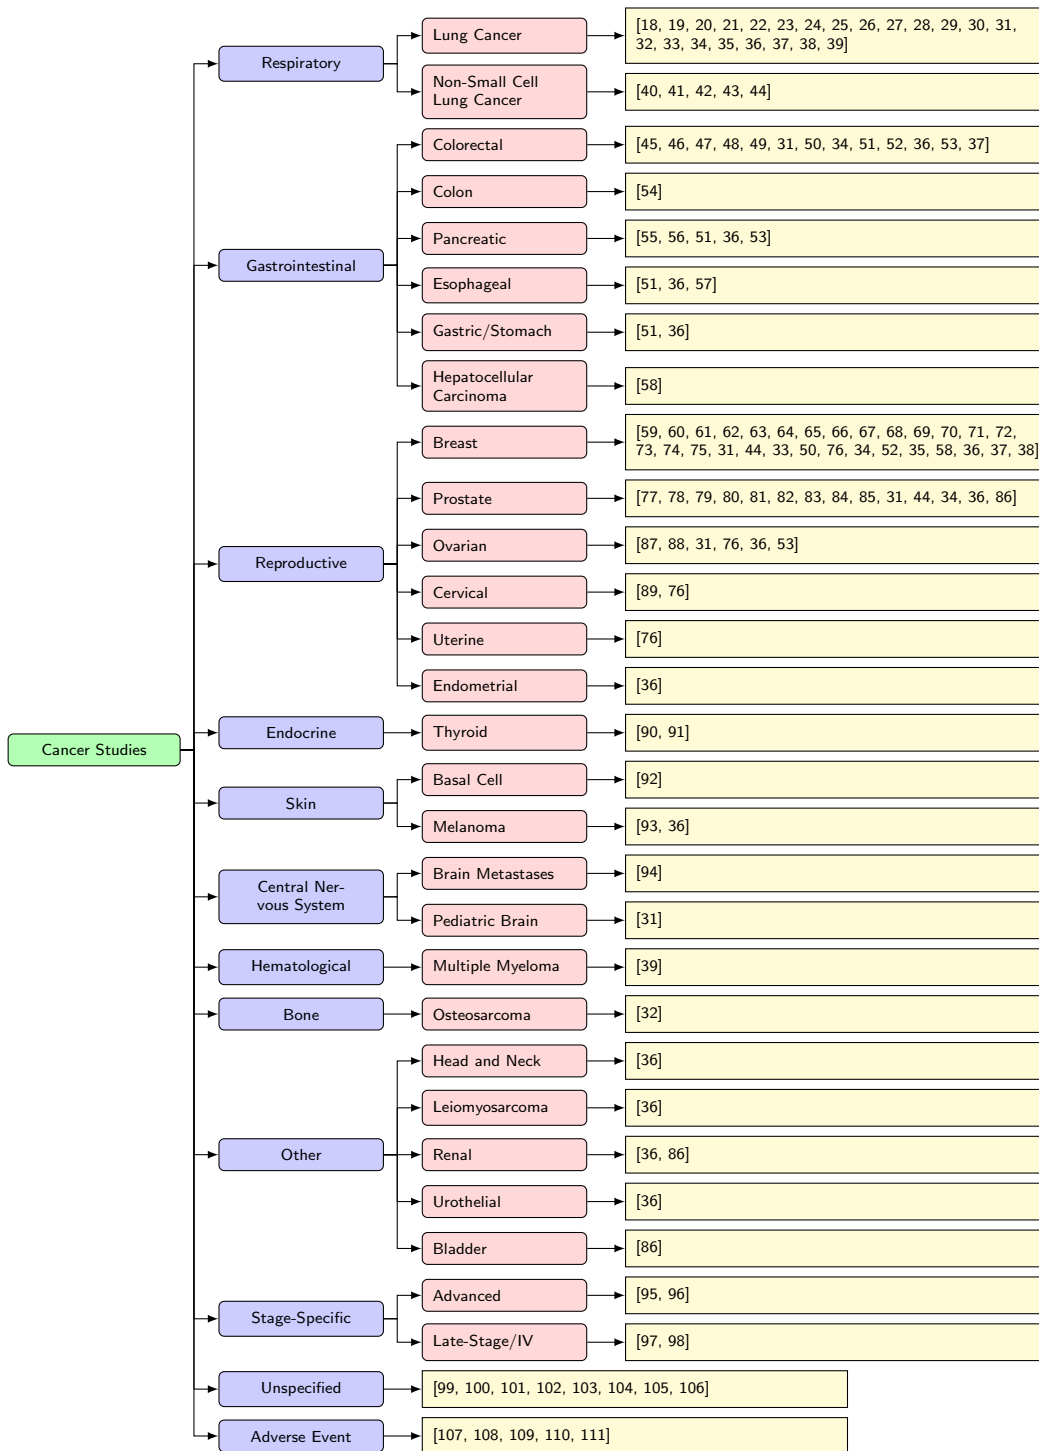 Cancer Studies
Respiratory
Lung Cancer
[18, 19, 20, 21, 22, 23, 24, 25, 26, 27, 28, 29, 30, 31,
32, 33, 34, 35, 36, 37, 38, 39]
Non-Small Cell
Lung Cancer
[40, 41, 42, 43, 44]
Gastrointestinal
Colorectal
[45, 46, 47, 48, 49, 31, 50, 34, 51, 52, 36, 53, 37]
Colon
[54]
Pancreatic
[55, 56, 51, 36, 53]
Esophageal
[51, 36, 57]
Gastric/Stomach
[51, 36]
Hepatocellular
Carcinoma
[58]
Reproductive
Breast
[59, 60, 61, 62, 63, 64, 65, 66, 67, 68, 69, 70, 71, 72,
73, 74, 75, 31, 44, 33, 50, 76, 34, 52, 35, 58, 36, 37, 38]
Prostate
[77, 78, 79, 80, 81, 82, 83, 84, 85, 31, 44, 34, 36, 86]
Ovarian
[87, 88, 31, 76, 36, 53]
Cervical
[89, 76]
Uterine
[76]
Endometrial
[36]
Endocrine
Thyroid
[90, 91]
Skin
Basal Cell
[92]
Melanoma
[93, 36]
Central Ner-
vous System
Brain Metastases
[94]
Pediatric Brain
[31]
Hematological
Multiple Myeloma
[39]
Bone
Osteosarcoma
[32]
Other
Head and Neck
[36]
Leiomyosarcoma
[36]
Renal
[36, 86]
Urothelial
[36]
Bladder
[86]
Stage-Specific
Advanced
[95, 96]
Late-Stage/IV
[97, 98]
Unspecified
[99, 100, 101, 102, 103, 104, 105, 106]
Adverse Event
[107, 108, 109, 110, 111]